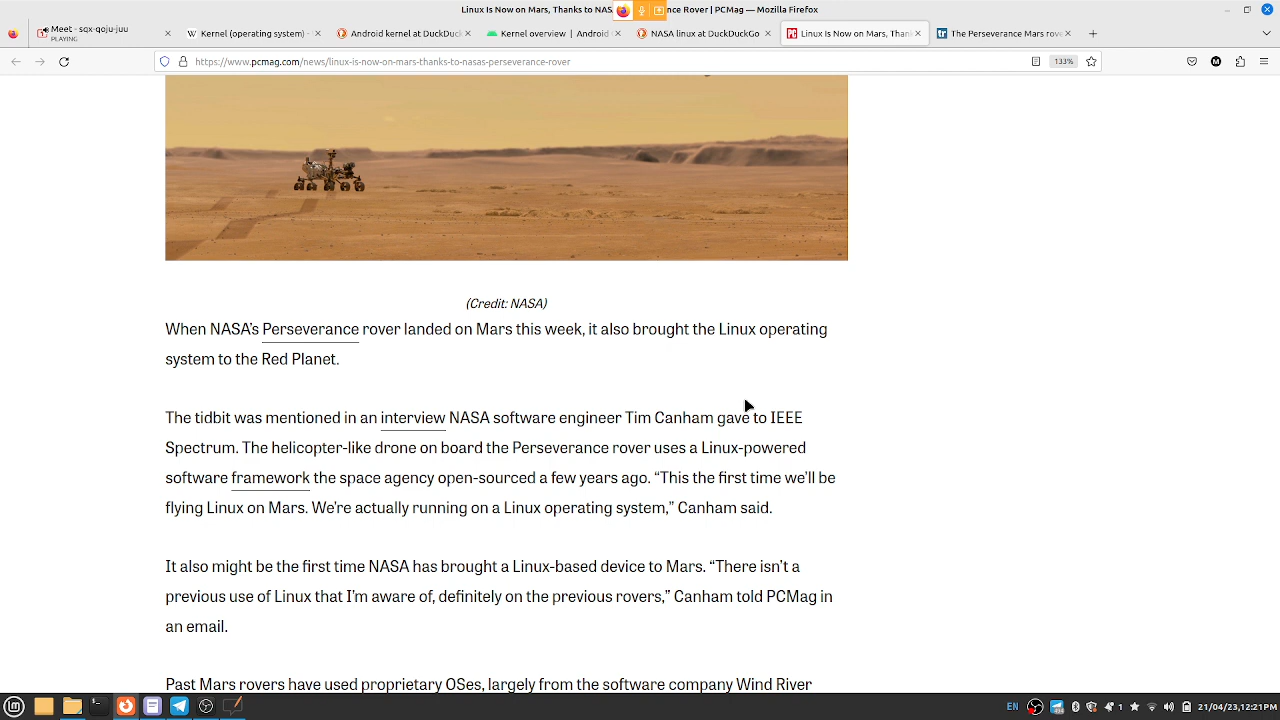 Linux Is Now on Mars, Thanks to NASA rance Rover | PCMag — Mozilla Firefox
Meet - sqx-qoju-juu
PLAYING
Kernel (operating system) -
Android kernel at DuckDuck
Kernel overview | Android
NASA linux at DuckDuckGo
Linux Is Now on Mars, Than
The Perseverance Mars rove
https://www.pcmag.com/news/linux-is-now-on-mars-thanks-to-nasas-perseverance-rover
133%
(Credit: NASA)
When NASA's Perseverance rover landed on Mars this week, it also brought the Linux operating
system to the Red Planet.
The tidbit was mentioned in an interview NASA software engineer Tim Canham gave to IEEE
Spectrum. The helicopter-like drone on board the Perseverance rover uses a Linux-powered
software framework the space agency open-sourced a few years ago. “This the first time we’ll be
flying Linux on Mars. We’re actually running on a Linux operating system,” Canham said.
It also might be the first time NASA has brought a Linux-based device to Mars. “There isn’t a
previous use of Linux that I’m aware of, definitely on the previous rovers,” Canham told PCMag in
an email.
Past Mars rovers have used proprietary OSes, largely from the software company Wind River
EN
1
21/04/23, 12:21PM